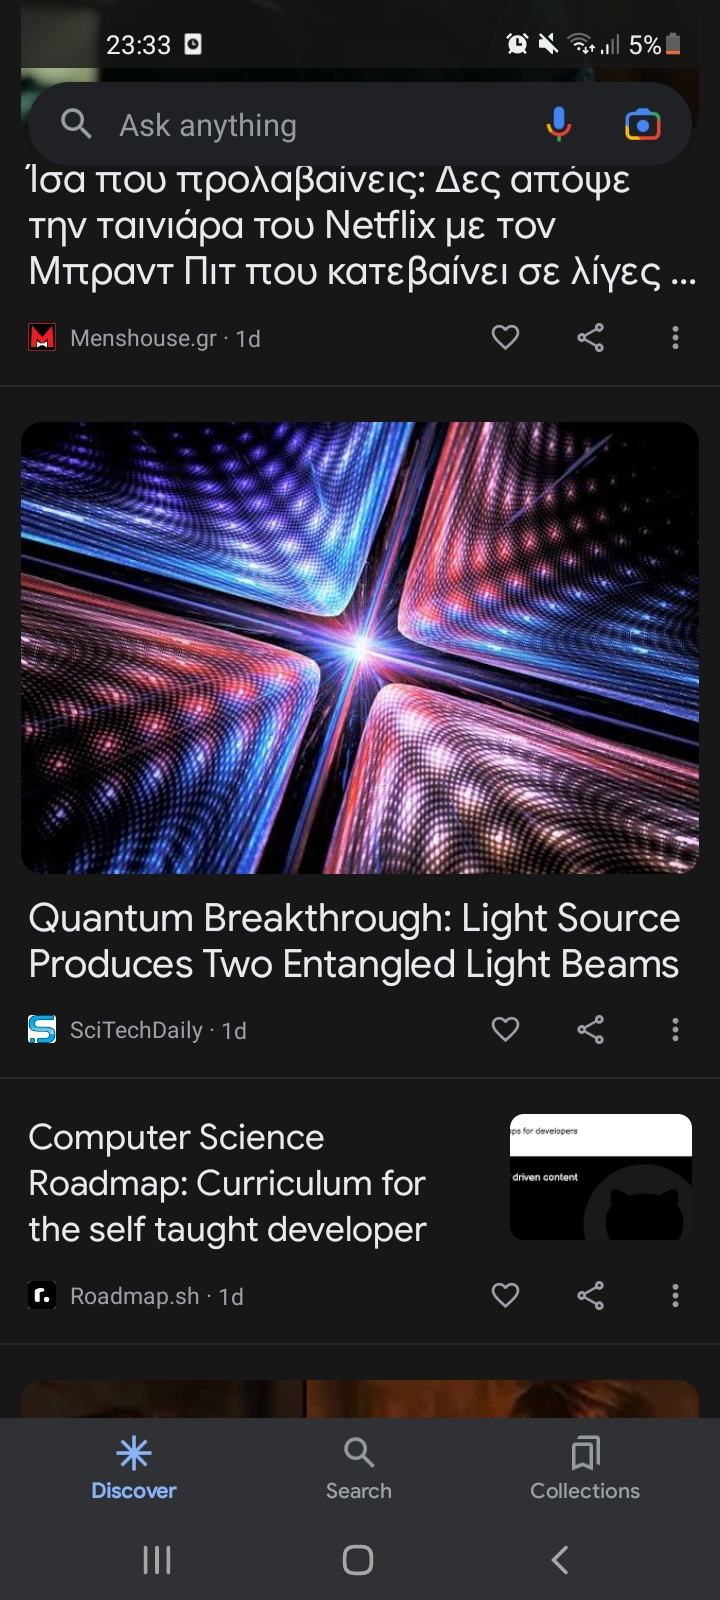 23:33
5%
Ask anything
Ίσα που προλαβαίνεις: Δες απόψε
την ταινιάρα του Netflix με τον
Μπραντ Πιτ που κατεβαίνει σε λίγες ...
Menshouse.gr · 1d
Quantum Breakthrough: Light Source
Produces Two Entangled Light Beams
SciTechDaily · 1d
Computer Science
Roadmap: Curriculum for
the self taught developer
ps for developers
driven content
Roadmap.sh · 1d
Discover
Search
Collections